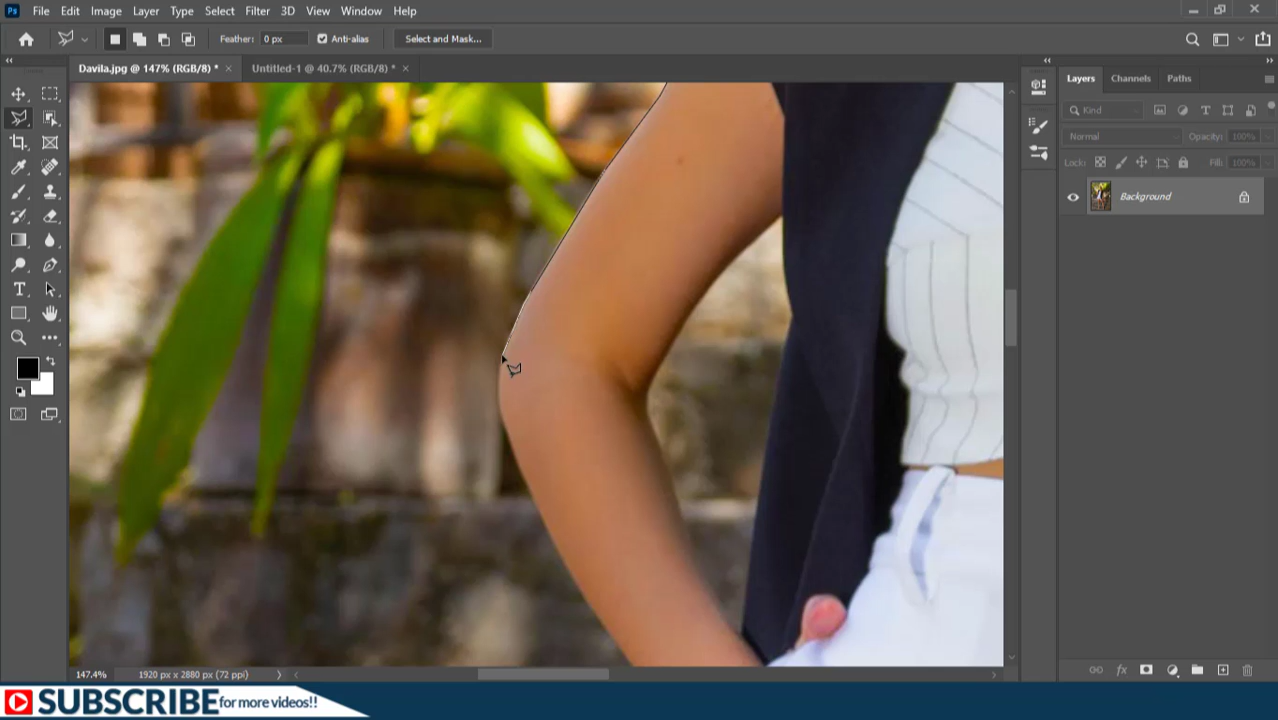 Ps File Edit Image Layer Type Select Filter 3D View Window Help
Feather: 0 px Anti-alias Select and Mask...
Davila.jpg @ 147% (RGB/8) * × Untitled-1 @ 40.7% (RGB/8) * ×
Layers Channels Paths
Kind
Normal Opacity: 100%
Lock: Fill: 100%
Background
T
147.4% 1920 px x 2880 px (72 ppi)
fx
SUBSCRIBE for more videos!!